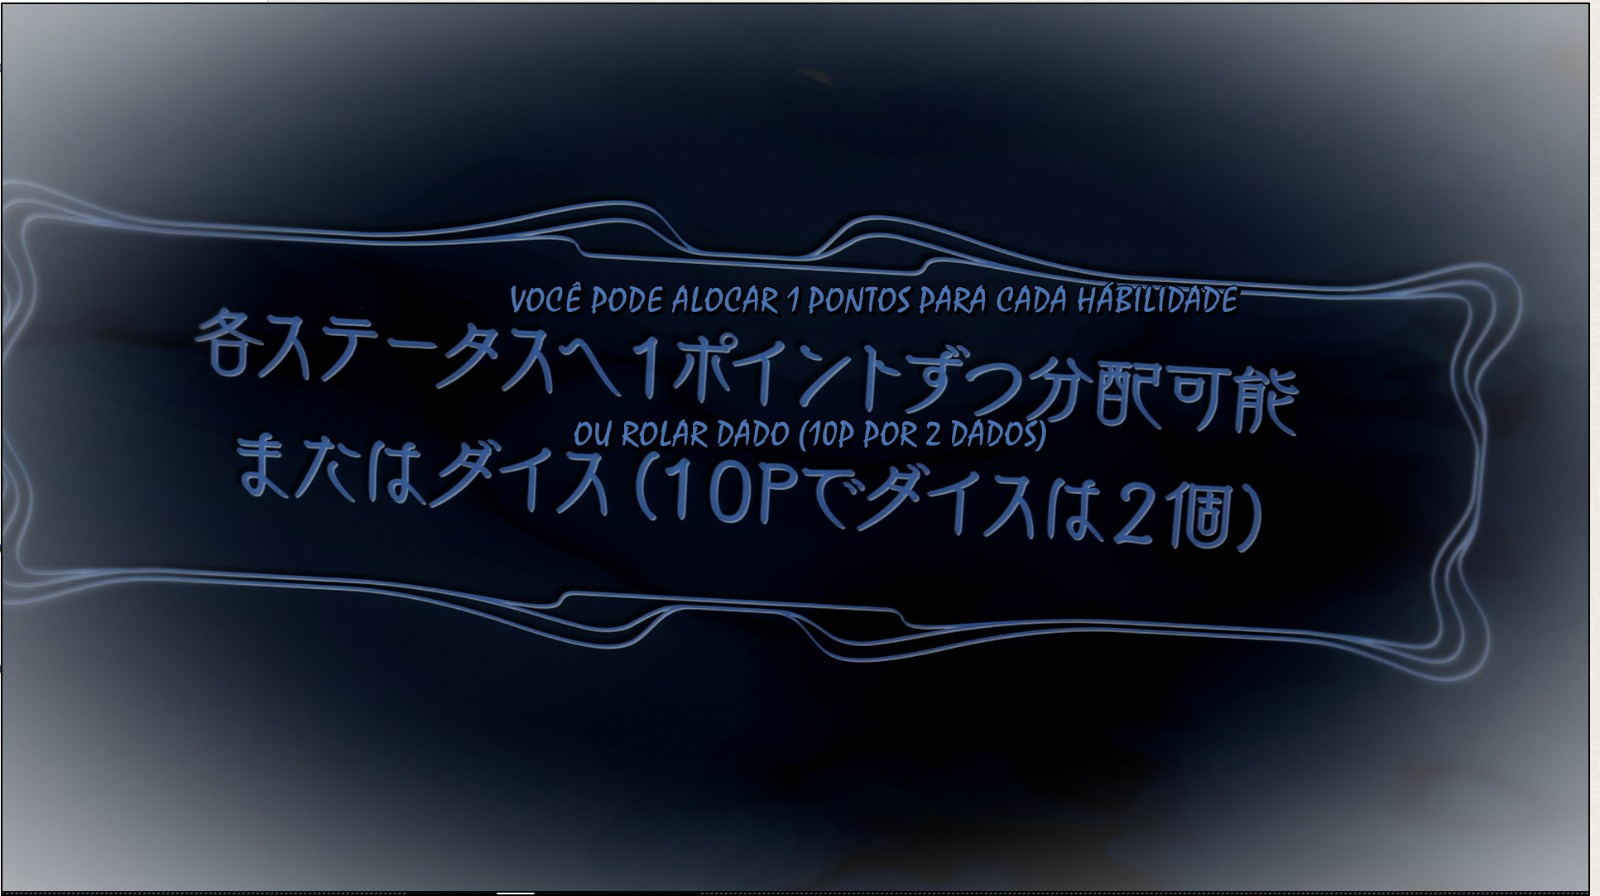 VOCÊ PODE ALOCAR 1 PONTOS PARA CADA HÁBILIDADE
各ステータスへ1ポイントずつ分配可能
OU ROLAR DADO (10P POR 2 DADOS)
またはダイス(10Pでダイスは2個)